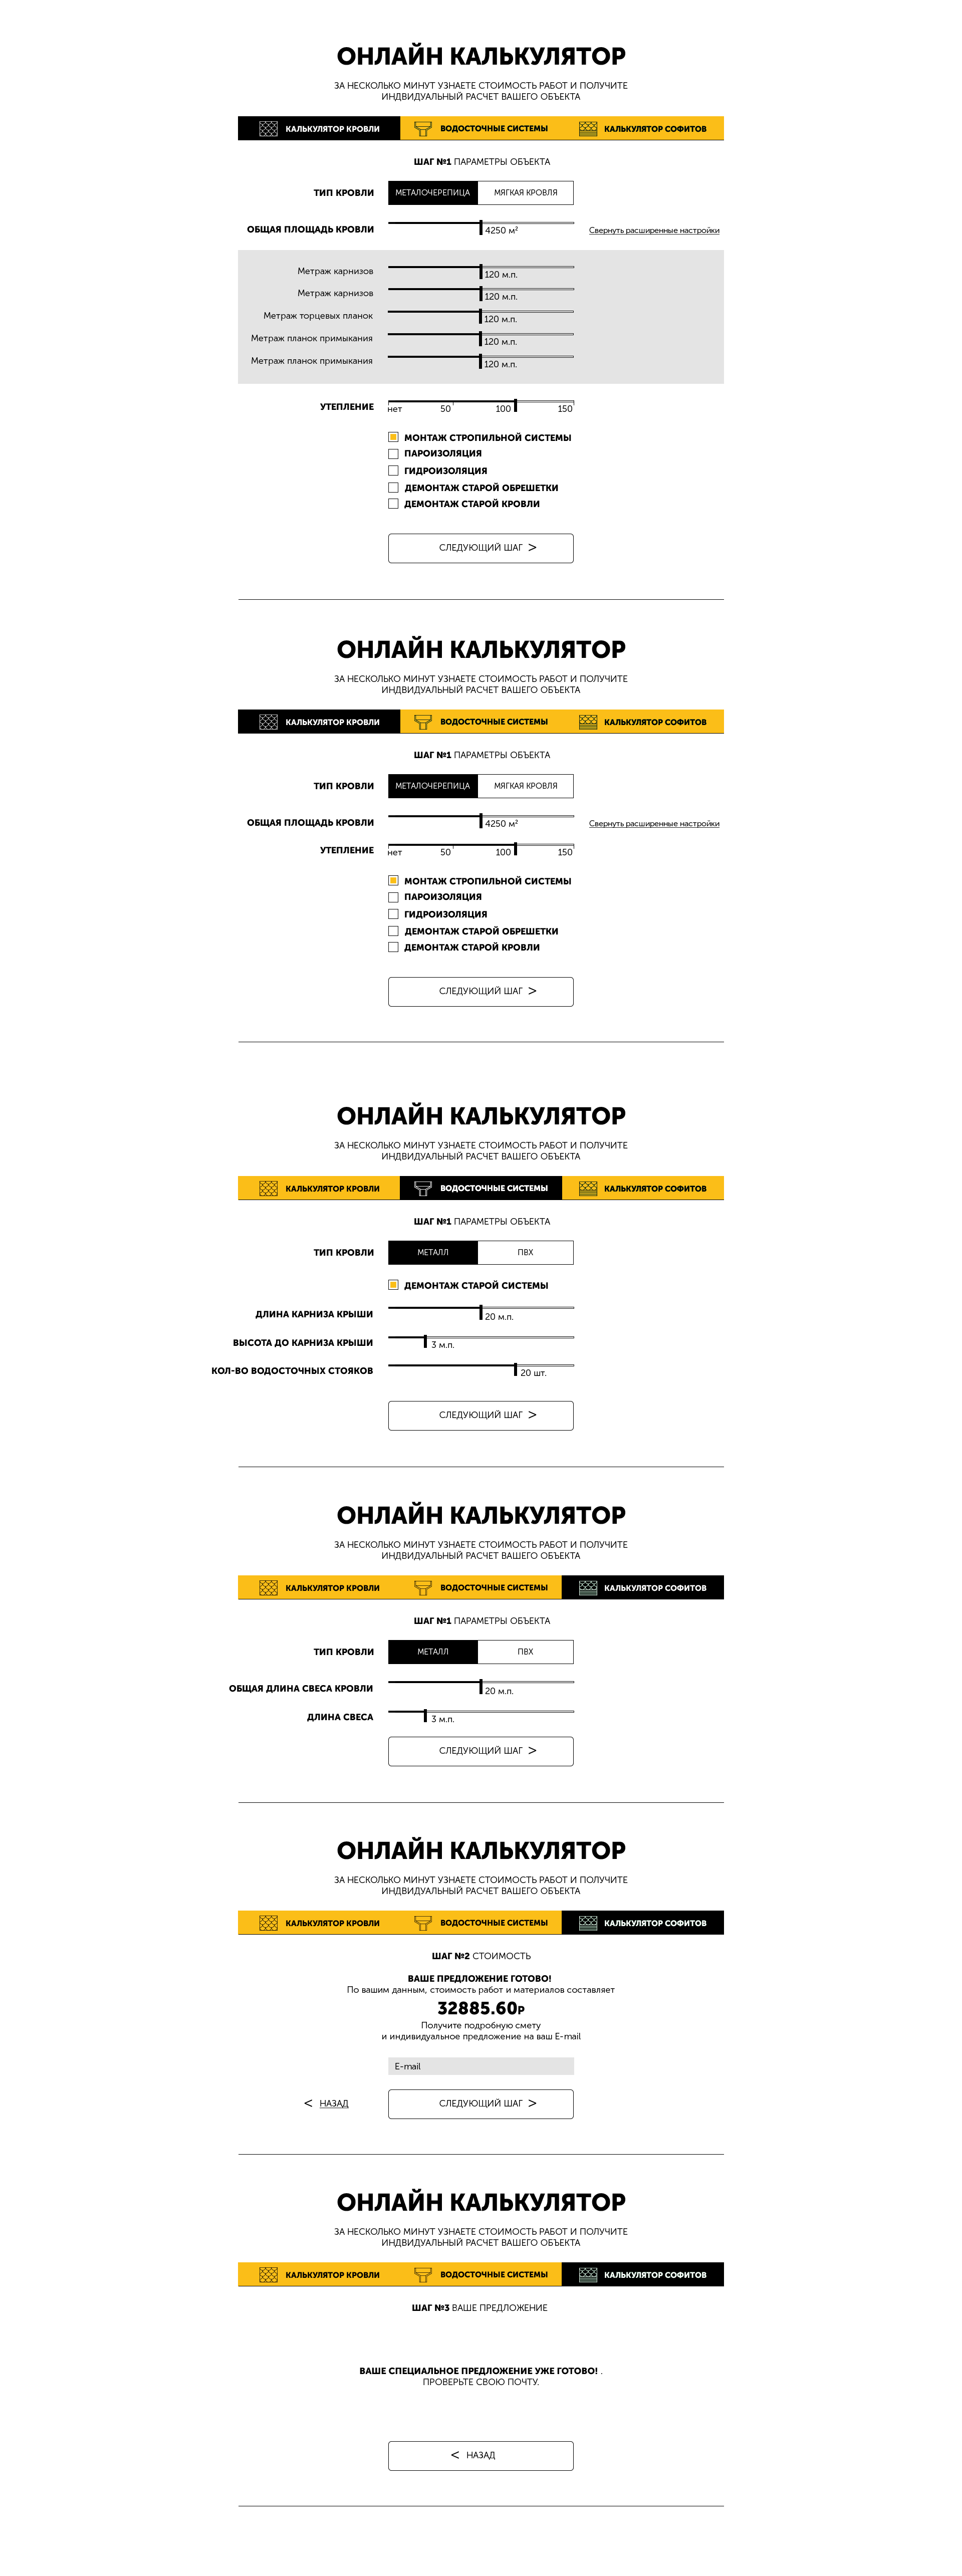 ОНЛАЙН КАЛЬКУЛЯТОР
ЗА НЕСКОЛЬКО МИНУТ УЗНАЕТЕ СТОИМОСТЬ РАБОТ И ПОЛУЧИТЕ
ИНДВИДУАЛЬНЫЙ РАСЧЕТ ВАШЕГО ОБЪЕКТА
КАЛЬКУЛЯТОР КРОВЛИ ВОДОСТОЧНЫЕ СИСТЕМЫ КАЛЬКУЛЯТОР СОФИТОВ
ШАГ №1 ПАРАМЕТРЫ ОБЪЕКТА
ТИП КРОВЛИ МЕТАЛОЧЕРЕПИЦА МЯГКАЯ КРОВЛЯ
ОБЩАЯ ПЛОЩАДЬ КРОВЛИ 4250 м² Свернуть расширенные настройки
Метраж карнизов 120 м.п.
Метраж карнизов 120 м.п.
Метраж торцевых планок 120 м.п.
Метраж планок примыкания 120 м.п.
Метраж планок примыкания 120 м.п.
УТЕПЛЕНИЕ нет 50 100 150
МОНТАЖ СТРОПИЛЬНОЙ СИСТЕМЫ
ПАРОИЗОЛЯЦИЯ
ГИДРОИЗОЛЯЦИЯ
ДЕМОНТАЖ СТАРОЙ ОБРЕШЕТКИ
ДЕМОНТАЖ СТАРОЙ КРОВЛИ
СЛЕДУЮЩИЙ ШАГ >
ОНЛАЙН КАЛЬКУЛЯТОР
ЗА НЕСКОЛЬКО МИНУТ УЗНАЕТЕ СТОИМОСТЬ РАБОТ И ПОЛУЧИТЕ
ИНДВИДУАЛЬНЫЙ РАСЧЕТ ВАШЕГО ОБЪЕКТА
КАЛЬКУЛЯТОР КРОВЛИ ВОДОСТОЧНЫЕ СИСТЕМЫ КАЛЬКУЛЯТОР СОФИТОВ
ШАГ №1 ПАРАМЕТРЫ ОБЪЕКТА
ТИП КРОВЛИ МЕТАЛОЧЕРЕПИЦА МЯГКАЯ КРОВЛЯ
ОБЩАЯ ПЛОЩАДЬ КРОВЛИ 4250 м² Свернуть расширенные настройки
УТЕПЛЕНИЕ нет 50 100 150
МОНТАЖ СТРОПИЛЬНОЙ СИСТЕМЫ
ПАРОИЗОЛЯЦИЯ
ГИДРОИЗОЛЯЦИЯ
ДЕМОНТАЖ СТАРОЙ ОБРЕШЕТКИ
ДЕМОНТАЖ СТАРОЙ КРОВЛИ
СЛЕДУЮЩИЙ ШАГ >
ОНЛАЙН КАЛЬКУЛЯТОР
ЗА НЕСКОЛЬКО МИНУТ УЗНАЕТЕ СТОИМОСТЬ РАБОТ И ПОЛУЧИТЕ
ИНДВИДУАЛЬНЫЙ РАСЧЕТ ВАШЕГО ОБЪЕКТА
КАЛЬКУЛЯТОР КРОВЛИ ВОДОСТОЧНЫЕ СИСТЕМЫ КАЛЬКУЛЯТОР СОФИТОВ
ШАГ №1 ПАРАМЕТРЫ ОБЪЕКТА
ТИП КРОВЛИ МЕТАЛЛ ПВХ
ДЕМОНТАЖ СТАРОЙ СИСТЕМЫ
ДЛИНА КАРНИЗА КРЫШИ 20 м.п.
ВЫСОТА ДО КАРНИЗА КРЫШИ 3 м.п.
КОЛ-ВО ВОДОСТОЧНЫХ СТОЯКОВ 20 шт.
СЛЕДУЮЩИЙ ШАГ >
ОНЛАЙН КАЛЬКУЛЯТОР
ЗА НЕСКОЛЬКО МИНУТ УЗНАЕТЕ СТОИМОСТЬ РАБОТ И ПОЛУЧИТЕ
ИНДВИДУАЛЬНЫЙ РАСЧЕТ ВАШЕГО ОБЪЕКТА
КАЛЬКУЛЯТОР КРОВЛИ ВОДОСТОЧНЫЕ СИСТЕМЫ КАЛЬКУЛЯТОР СОФИТОВ
ШАГ №1 ПАРАМЕТРЫ ОБЪЕКТА
ТИП КРОВЛИ МЕТАЛЛ ПВХ
ОБЩАЯ ДЛИНА СВЕСА КРОВЛИ 20 м.п.
ДЛИНА СВЕСА 3 м.п.
СЛЕДУЮЩИЙ ШАГ >
ОНЛАЙН КАЛЬКУЛЯТОР
ЗА НЕСКОЛЬКО МИНУТ УЗНАЕТЕ СТОИМОСТЬ РАБОТ И ПОЛУЧИТЕ
ИНДВИДУАЛЬНЫЙ РАСЧЕТ ВАШЕГО ОБЪЕКТА
КАЛЬКУЛЯТОР КРОВЛИ ВОДОСТОЧНЫЕ СИСТЕМЫ КАЛЬКУЛЯТОР СОФИТОВ
ШАГ №2 СТОИМОСТЬ
ВАШЕ ПРЕДЛОЖЕНИЕ ГОТОВО!
По вашим данным, стоимость работ и материалов составляет
32885.60Р
Получите подробную смету
и индивидуальное предложение на ваш E-mail
E-mail
< НАЗАД СЛЕДУЮЩИЙ ШАГ >
ОНЛАЙН КАЛЬКУЛЯТОР
ЗА НЕСКОЛЬКО МИНУТ УЗНАЕТЕ СТОИМОСТЬ РАБОТ И ПОЛУЧИТЕ
ИНДВИДУАЛЬНЫЙ РАСЧЕТ ВАШЕГО ОБЪЕКТА
КАЛЬКУЛЯТОР КРОВЛИ ВОДОСТОЧНЫЕ СИСТЕМЫ КАЛЬКУЛЯТОР СОФИТОВ
ШАГ №3 ВАШЕ ПРЕДЛОЖЕНИЕ
ВАШЕ СПЕЦИАЛЬНОЕ ПРЕДЛОЖЕНИЕ УЖЕ ГОТОВО! .
ПРОВЕРЬТЕ СВОЮ ПОЧТУ.
< НАЗАД